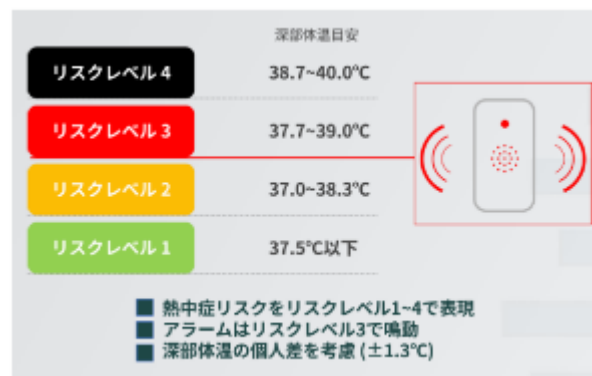 深部体温目安
リスクレベル 4 38.7~40.0℃
リスクレベル 3 37.7~39.0℃
リスクレベル 2 37.0~38.3℃
リスクレベル 1 37.5℃以下
■ 熱中症リスクをリスクレベル1~4で表現
■ アラームはリスクレベル3で鳴動
■ 深部体温の個人差を考慮 (±1.3℃)